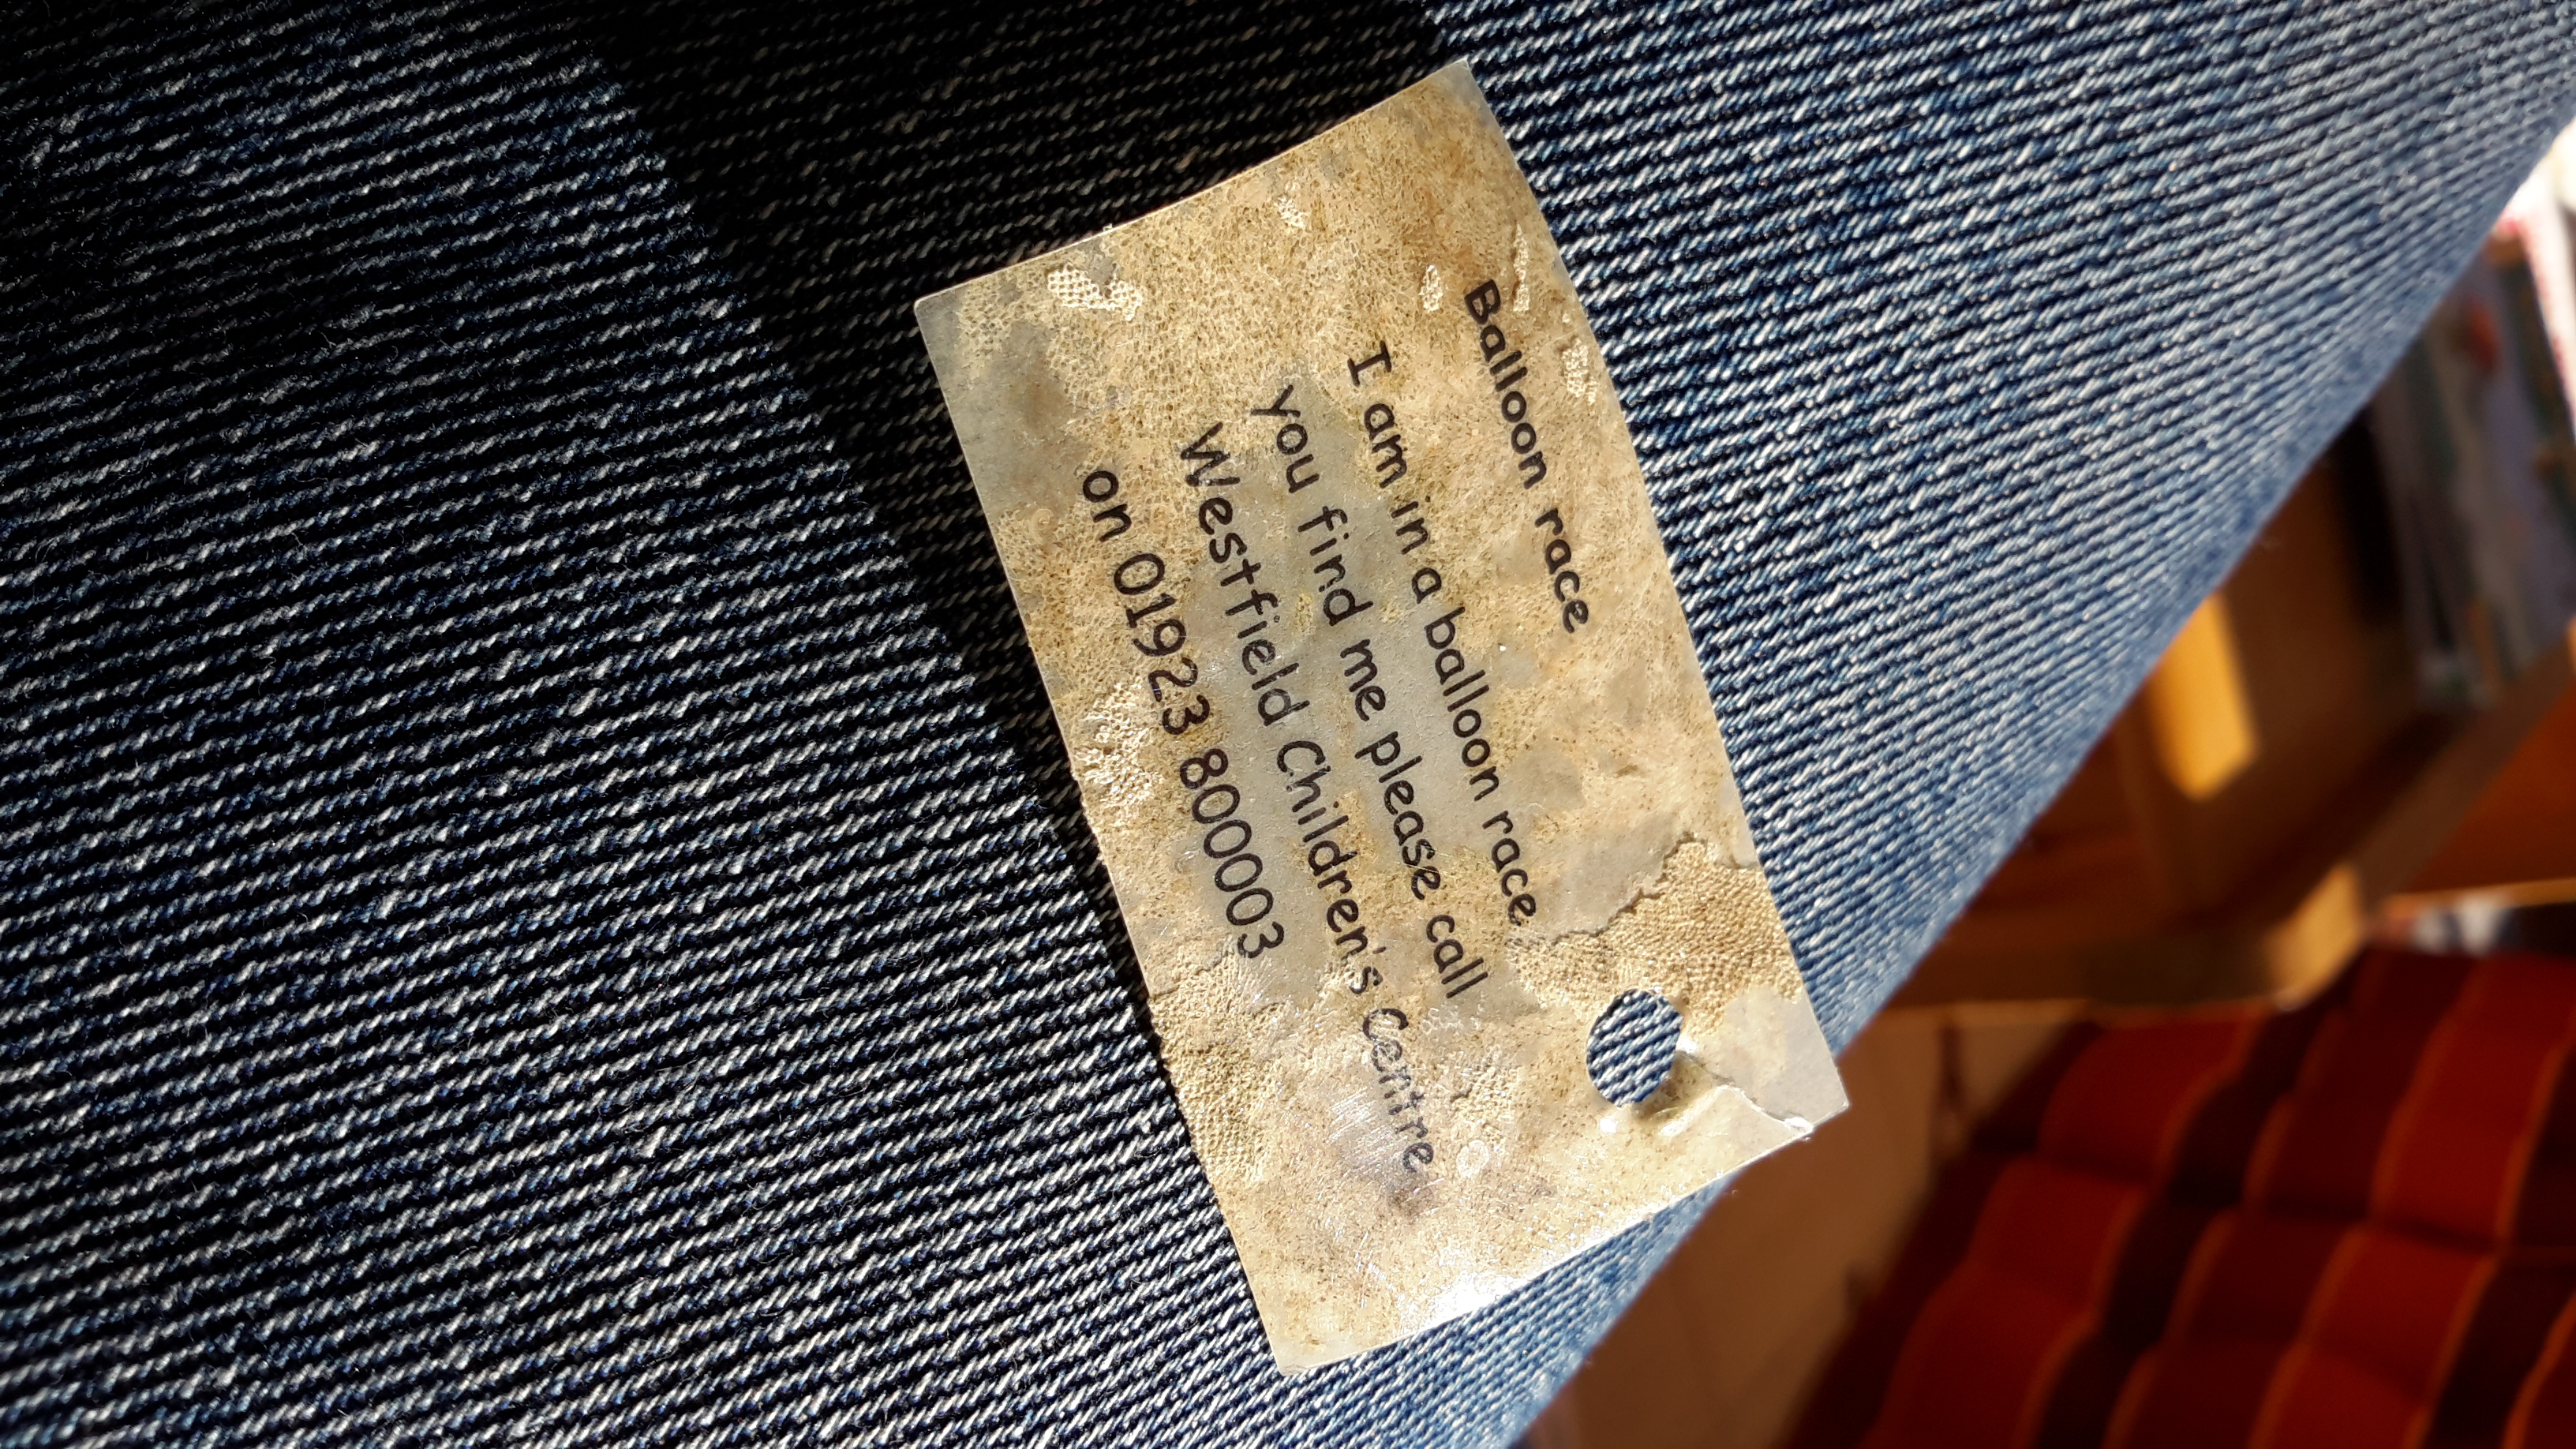 Balloon race
I am in a balloon race
you find me please call
Westfield Children's Centre
on 01923 800003